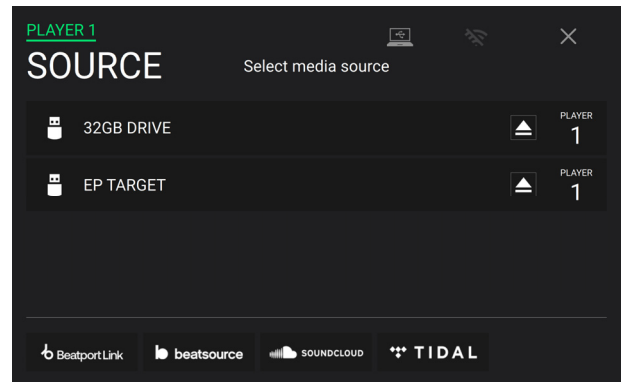 PLAYER 1
SOURCE
Select media source
32GB DRIVE
PLAYER
1
EP TARGET
PLAYER
1
Beatport Link
beatsource
SOUNDCLOUD
TIDAL